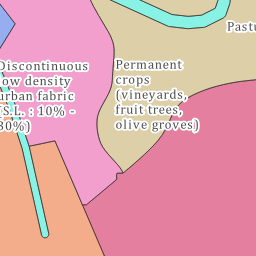 Pastu
Permanent
crops
(vineyards,
fruit trees,
olive groves)
Discontinuous
low density
urban fabric
(S.L. : 10% -
30%)